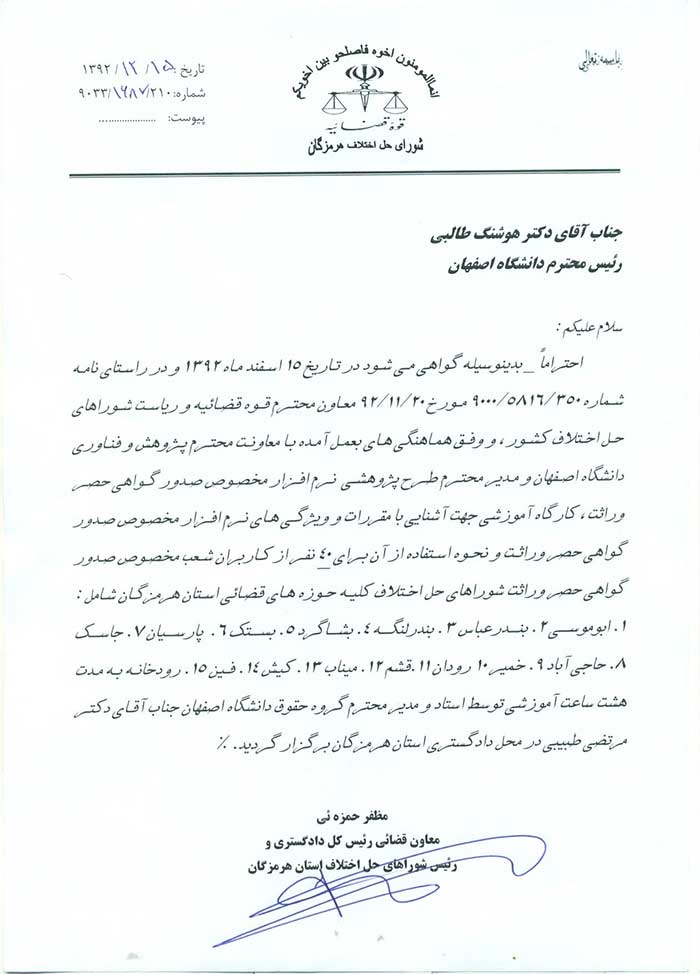 باسمه تعالی
انما المومنون اخوه فاصلحو بین اخویکم
قوهٔ قضائیه
شورای حل اختلاف هرمزگان
تاریخ: ۱۳۹۲/۱۲/۱۵
شماره: ۹۰۳۳/۱۶۸۷/۲۱۰
پیوست: ....................
جناب آقای دکتر هوشنگ طالبی
رئیس محترم دانشگاه اصفهان
سلام علیکم :
احتراماً _ بدینوسیله گواهی می شود در تاریخ ۱۵ اسفند ماه ۱۳۹۲ و در راستای نامه
شماره ۹۰۰۰/۵۸۱۶/۳۵۰ مورخ ۹۲/۱۱/۲۰ معاون محترم قوه قضائیه و ریاست شوراهای
حل اختلاف کشور ، و وفق هماهنگی های بعمل آمده با معاونت محترم پژوهش و فناوری
دانشگاه اصفهان و مدیر محترم طرح پژوهشی نرم افزار مخصوص صدور گواهی حصر
وراثت ، کارگاه آموزشی جهت آشنایی با مقررات و ویژگی های نرم افزار مخصوص صدور
گواهی حصر وراثت و نحوه استفاده از آن برای ۴۰ نفر از کاربران شعب مخصوص صدور
گواهی حصر وراثت شوراهای حل اختلاف کلیه حوزه های قضائی استان هرمزگان شامل :
۱. ابوموسی ۲. بندرعباس ۳. بندرلنگه ۴. بشاگرد ۵. بستک ۶. پارسیان ۷. جاسک
۸. حاجی آباد ۹. خمیر ۱۰ رودان ۱۱.قشم ۱۲. میناب ۱۳. کیش ۱۴. فین ۱۵. رودخانه به مدت
هشت ساعت آموزشی توسط استاد و مدیر محترم گروه حقوق دانشگاه اصفهان جناب آقای دکتر
مرتضی طبیبی در محل دادگستری استان هرمزگان برگزار گردید. ٪
مظفر حمزه ئی
معاون قضائی رئیس کل دادگستری و
رئیس شوراهای حل اختلاف استان هرمزگان